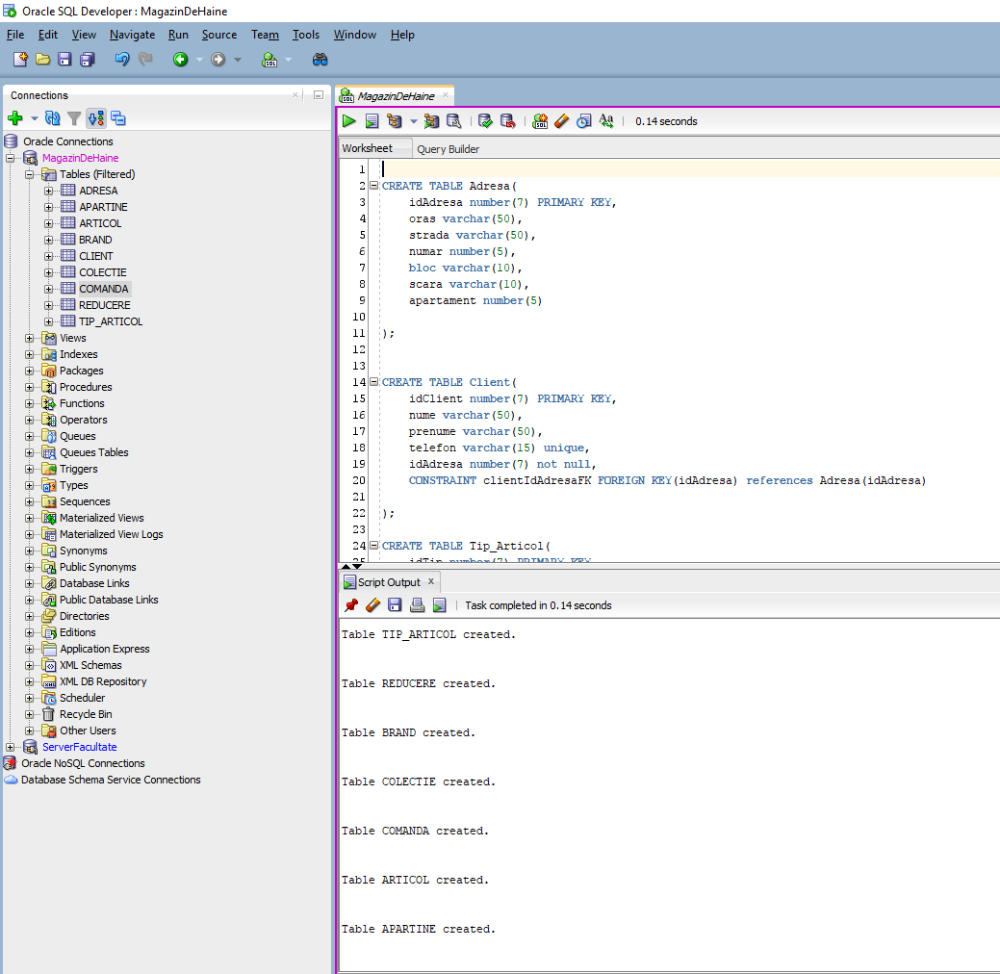 Oracle SQL Developer : MagazinDeHaine
File Edit View Navigate Run Source Team Tools Window Help
Connections
Oracle Connections
MagazinDeHaine
Tables (Filtered)
ADRESA
APARTINE
ARTICOL
BRAND
CLIENT
COLECTIE
COMANDA
REDUCERE
TIP_ARTICOL
Views
Indexes
Packages
Procedures
Functions
Operators
Queues
Queues Tables
Triggers
Types
Sequences
Materialized Views
Materialized View Logs
Synonyms
Public Synonyms
Database Links
Public Database Links
Directories
Editions
Application Express
XML Schemas
XML DB Repository
Scheduler
Recycle Bin
Other Users
ServerFacultate
Oracle NoSQL Connections
Database Schema Service Connections
MagazinDeHaine
0.14 seconds
Worksheet Query Builder
1
2 CREATE TABLE Adresa(
3 idAdresa number(7) PRIMARY KEY,
4 oras varchar(50),
5 strada varchar(50),
6 numar number(5),
7 bloc varchar(10),
8 scara varchar(10),
9 apartament number(5)
10
11 );
12
13
14 CREATE TABLE Client(
15 idClient number(7) PRIMARY KEY,
16 nume varchar(50),
17 prenume varchar(50),
18 telefon varchar(15) unique,
19 idAdresa number(7) not null,
20 CONSTRAINT clientIdAdresaFK FOREIGN KEY(idAdresa) references Adresa(idAdresa)
21
22 );
23
24 CREATE TABLE Tip_Articol(
25 idTip number(7) PRIMARY KEY
Script Output
Task completed in 0.14 seconds
Table TIP_ARTICOL created.
Table REDUCERE created.
Table BRAND created.
Table COLECTIE created.
Table COMANDA created.
Table ARTICOL created.
Table APARTINE created.